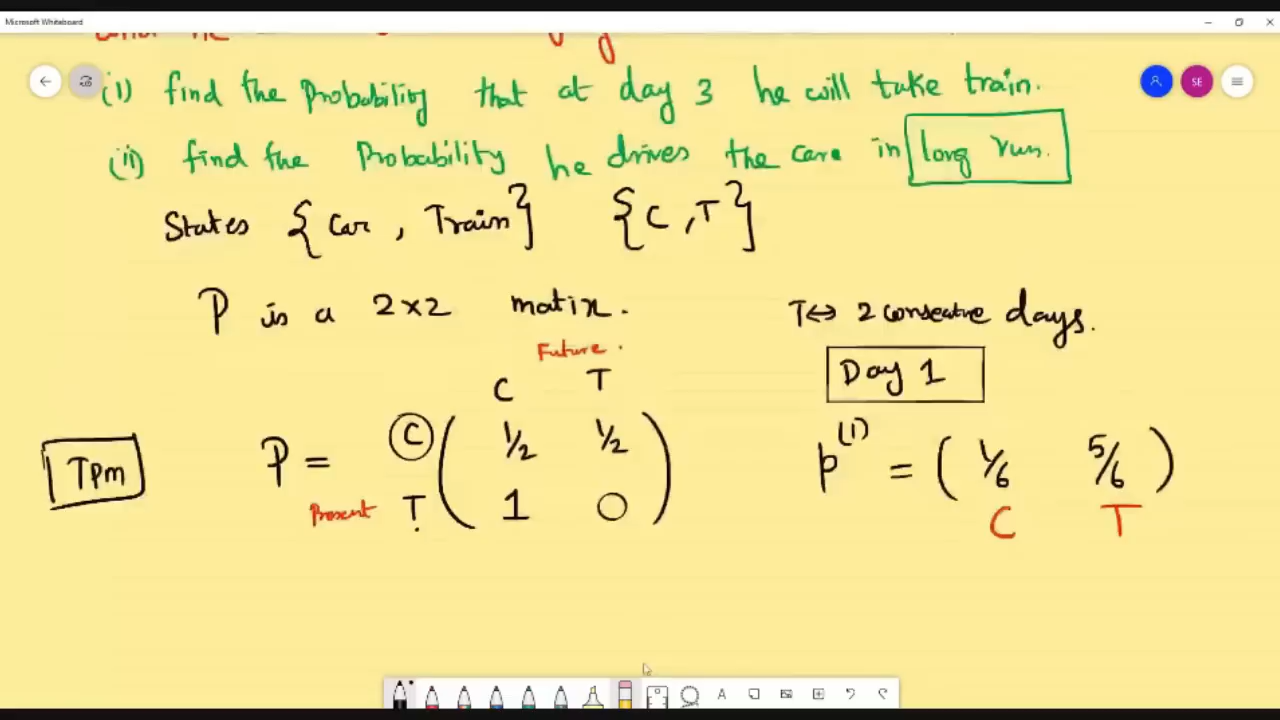 Microsoft Whiteboard
(i) find the Probability that at day 3 he will take train.
SE
(ii) find the Probability he drives the care in long run.
States {Car, Train} {C, T}
P is a 2×2 matix.
T↔ 2 consecutive days.
Future.
Day 1
C T
P = C ( 1/2 1/2 )
Present T ( 1 0 )
Tpm
p(1) = ( 1/6 5/6 )
C T
A